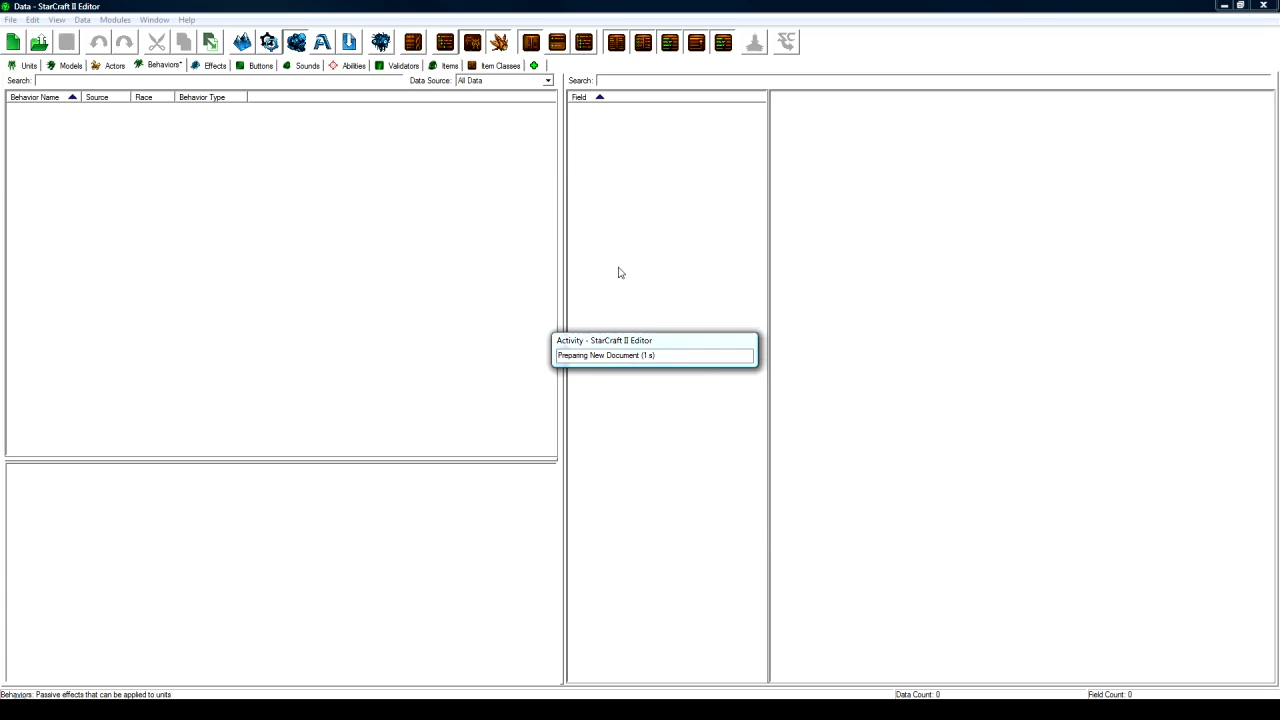 Data - StarCraft II Editor
File Edit View Data Modules Window Help
Units Models Actors Behaviors* Effects Buttons Sounds Abilities Validators Items Item Classes
Search: Data Source: All Data Search:
Behavior Name Source Race Behavior Type Field
Activity - StarCraft II Editor
Preparing New Document (1 s)
Behaviors: Passive effects that can be applied to units Data Count: 0 Field Count: 0